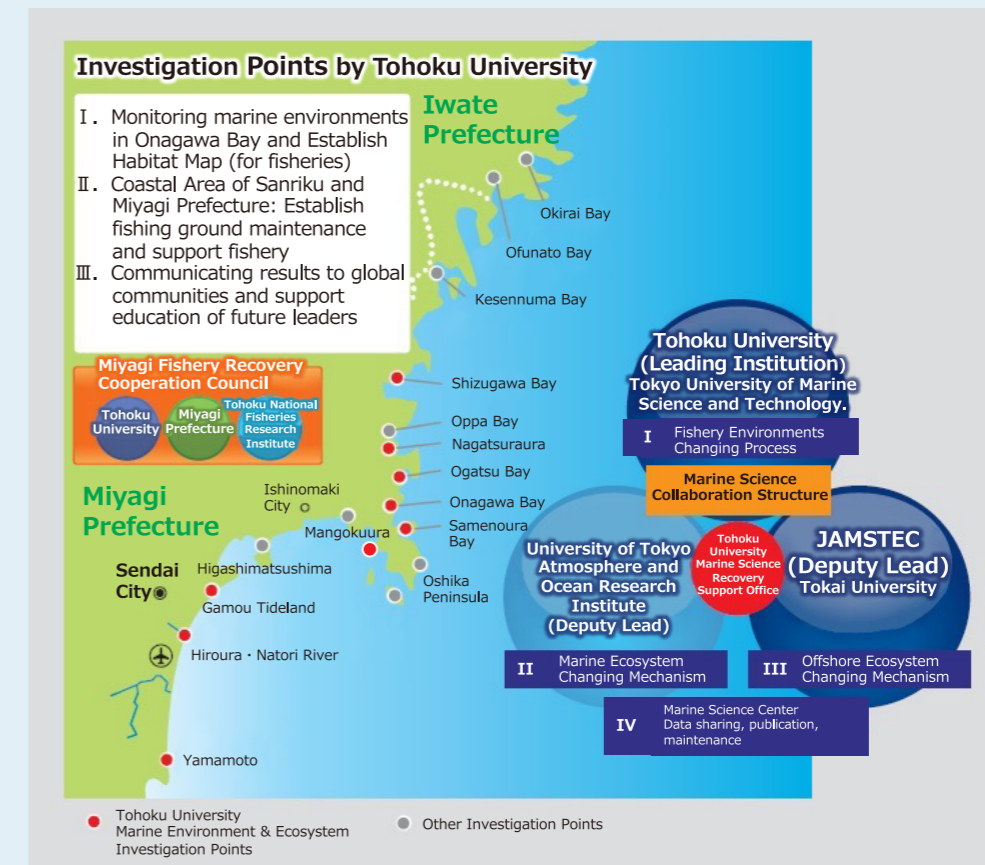 Investigation Points by Tohoku University
Ⅰ. Monitoring marine environments
in Onagawa Bay and Establish
Habitat Map (for fisheries)
Ⅱ. Coastal Area of Sanriku and
Miyagi Prefecture: Establish
fishing ground maintenance
and support fishery
Ⅲ. Communicating results to global
communities and support
education of future leaders
Iwate
Prefecture
Okirai Bay
Ofunato Bay
Kesennuma Bay
Miyagi Fishery Recovery
Cooperation Council
Tohoku
University
Miyagi
Prefecture
Tohoku National
Fisheries
Research
Institute
Shizugawa Bay
Oppa Bay
Nagatsuraura
Ogatsu Bay
Onagawa Bay
Samenoura
Bay
Oshika
Peninsula
Miyagi
Prefecture
Ishinomaki
City
Mangokuura
Sendai
City
Higashimatsushima
Gamou Tideland
Hiroura・Natori River
Yamamoto
Tohoku University
(Leading Institution)
Tokyo University of Marine
Science and Technology.
I Fishery Environments
Changing Process
Marine Science
Collaboration Structure
University of Tokyo
Atmosphere and
Ocean Research
Institute
(Deputy Lead)
Tohoku
University
Marine Science
Recovery
Support Office
JAMSTEC
(Deputy Lead)
Tokai University
II Marine Ecosystem
Changing Mechanism
III Offshore Ecosystem
Changing Mechanism
IV Marine Science Center
Data sharing, publication,
maintenance
Tohoku University
Marine Environment & Ecosystem
Investigation Points
Other Investigation Points